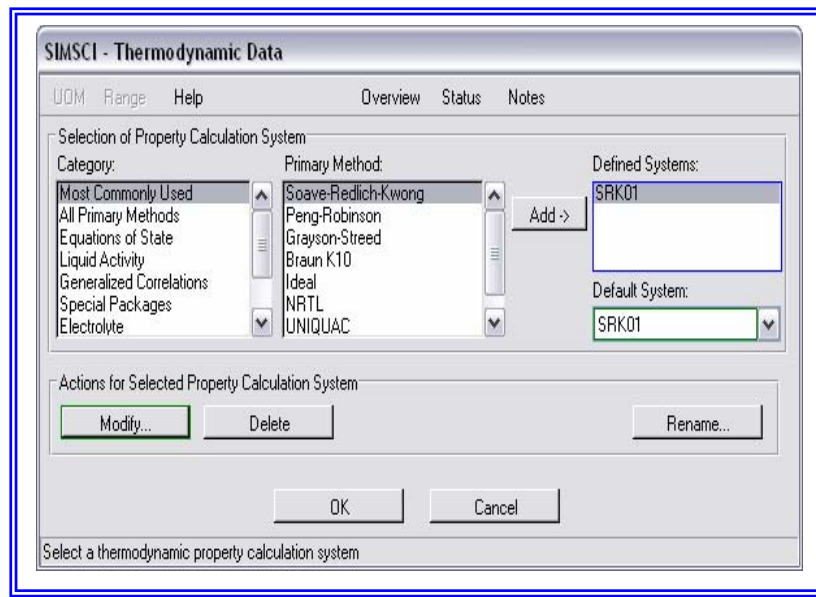 SIMSCI - Thermodynamic Data
UOM Range Help Overview Status Notes
Selection of Property Calculation System
Category: Primary Method: Defined Systems:
Most Commonly Used
All Primary Methods
Equations of State
Liquid Activity
Generalized Correlations
Special Packages
Electrolyte
Soave-Redlich-Kwong
Peng-Robinson
Grayson-Streed
Braun K10
Ideal
NRTL
UNIQUAC
Add ->
SRK01
Default System:
SRK01
Actions for Selected Property Calculation System
Modify... Delete Rename...
OK Cancel
Select a thermodynamic property calculation system